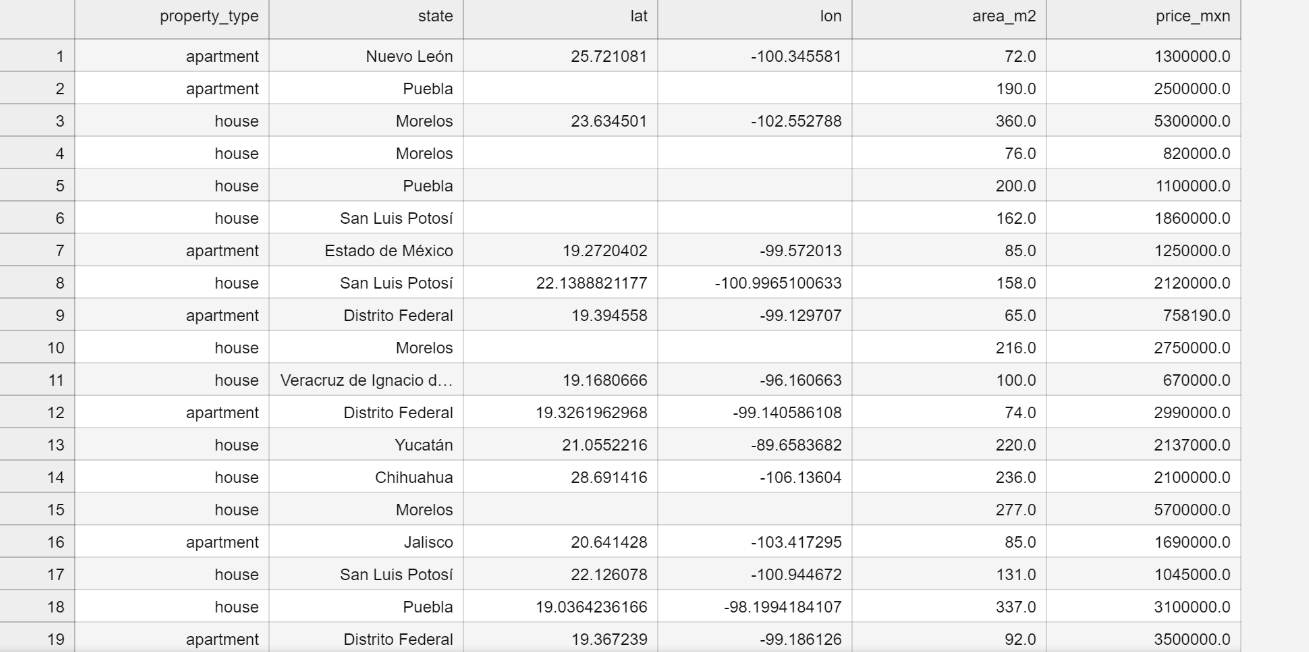 property_type state lat lon area_m2 price_mxn
1 apartment Nuevo León 25.721081 -100.345581 72.0 1300000.0
2 apartment Puebla 190.0 2500000.0
3 house Morelos 23.634501 -102.552788 360.0 5300000.0
4 house Morelos 76.0 820000.0
5 house Puebla 200.0 1100000.0
6 house San Luis Potosí 162.0 1860000.0
7 apartment Estado de México 19.2720402 -99.572013 85.0 1250000.0
8 house San Luis Potosí 22.1388821177 -100.9965100633 158.0 2120000.0
9 apartment Distrito Federal 19.394558 -99.129707 65.0 758190.0
10 house Morelos 216.0 2750000.0
11 house Veracruz de Ignacio d… 19.1680666 -96.160663 100.0 670000.0
12 apartment Distrito Federal 19.3261962968 -99.140586108 74.0 2990000.0
13 house Yucatán 21.0552216 -89.6583682 220.0 2137000.0
14 house Chihuahua 28.691416 -106.13604 236.0 2100000.0
15 house Morelos 277.0 5700000.0
16 apartment Jalisco 20.641428 -103.417295 85.0 1690000.0
17 house San Luis Potosí 22.126078 -100.944672 131.0 1045000.0
18 house Puebla 19.0364236166 -98.1994184107 337.0 3100000.0
19 apartment Distrito Federal 19.367239 -99.186126 92.0 3500000.0